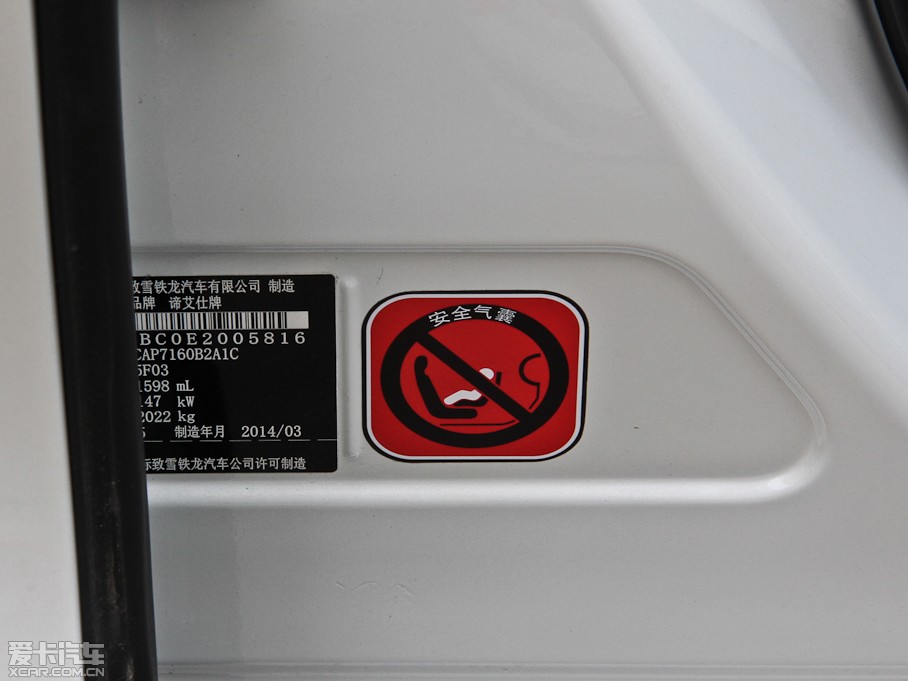 致雪铁龙汽车有限公司 制造
品牌 谛艾仕牌
BC0E2005816
CAP7160B2A1C
5F03
1598 mL
147 kW
2022 kg
5 制造年月 2014/03
标致雪铁龙汽车公司许可制造
安全气囊
爱卡汽车
XCAR.COM.CN